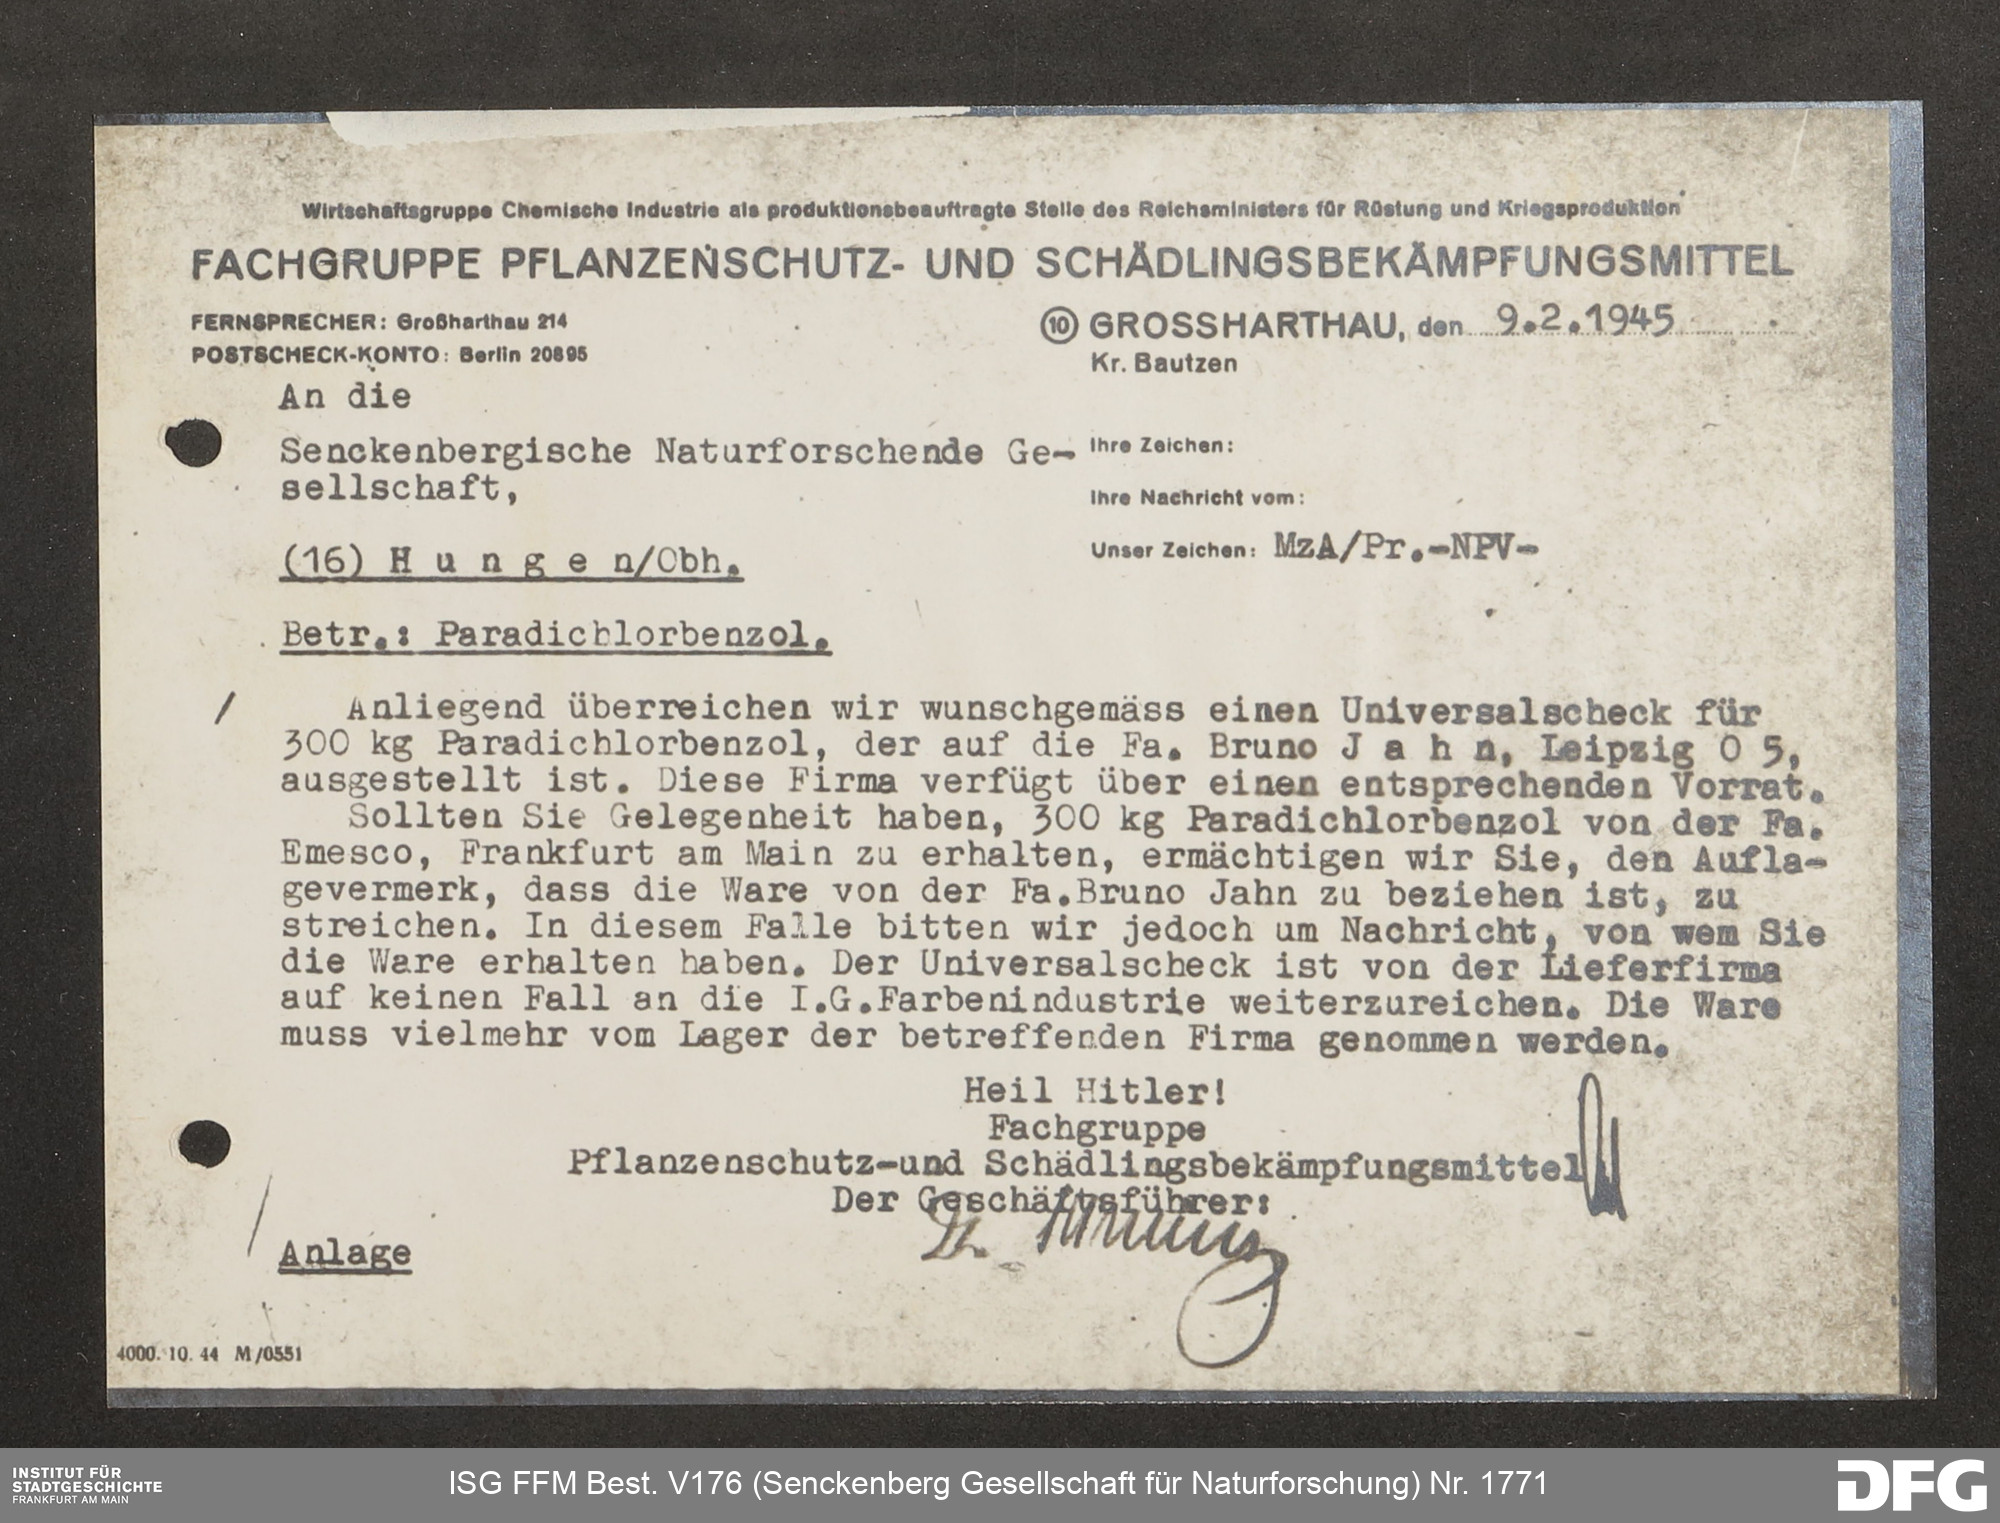 Wirtschaftsgruppe Chemische Industrie als produktionsbeauftragte Stelle des Reichsministers für Rüstung und Kriegsproduktion
FACHGRUPPE PFLANZENSCHUTZ- UND SCHÄDLINGSBEKÄMPFUNGSMITTEL
FERNSPRECHER: Großharthau 214
POSTSCHECK-KONTO: Berlin 20895
(10) GROSSHARTHAU, den 9.2.1945
Kr. Bautzen
An die
Senckenbergische Naturforschende Ge-
sellschaft,
(16) H u n g e n/Obh.
Ihre Zeichen:
Ihre Nachricht vom:
Unser Zeichen: MzA/Pr.-NPV-
Betr.: Paradichlorbenzol.
/ Anliegend überreichen wir wunschgemäss einen Universalscheck für
300 kg Paradichlorbenzol, der auf die Fa. Bruno J a h n, Leipzig O 5,
ausgestellt ist. Diese Firma verfügt über einen entsprechenden Vorrat.
Sollten Sie Gelegenheit haben, 300 kg Paradichlorbenzol von der Fa.
Emesco, Frankfurt am Main zu erhalten, ermächtigen wir Sie, den Aufla-
gevermerk, dass die Ware von der Fa.Bruno Jahn zu beziehen ist, zu
streichen. In diesem Falle bitten wir jedoch um Nachricht, von wem Sie
die Ware erhalten haben. Der Universalscheck ist von der Lieferfirma
auf keinen Fall an die I.G.Farbenindustrie weiterzureichen. Die Ware
muss vielmehr vom Lager der betreffenden Firma genommen werden.
Heil Hitler!
Fachgruppe
Pflanzenschutz-und Schädlingsbekämpfungsmittel
Der Geschäftsführer:
Dr.
Anlage
4000. 10. 44 M/0551
INSTITUT FÜR
STADTGESCHICHTE
FRANKFURT AM MAIN
ISG FFM Best. V176 (Senckenberg Gesellschaft für Naturforschung) Nr. 1771
DFG